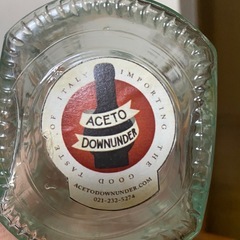 IMPORTING THE GOOD TASTE OF ITALY
ACETO
DOWNUNDER
ACETODOWNUNDER.COM
021-232-5274